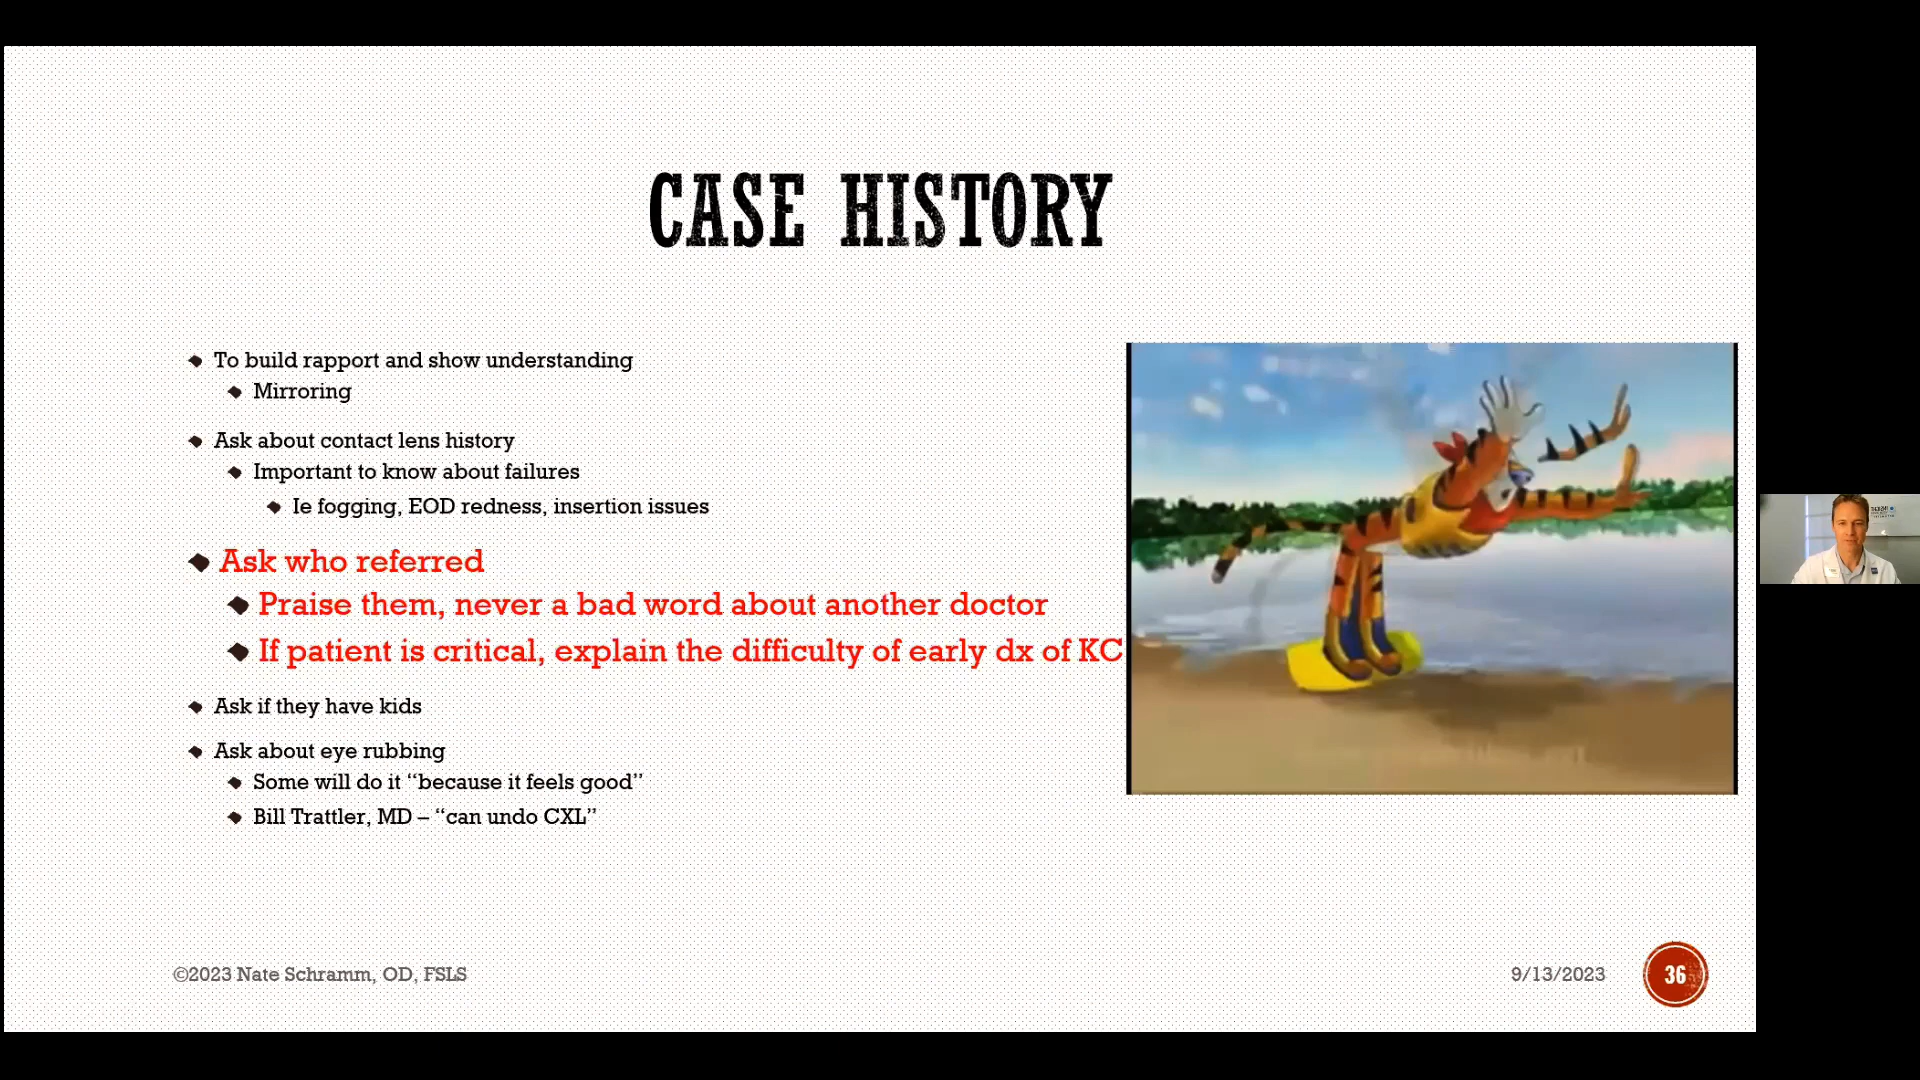 CASE HISTORY
To build rapport and show understanding
Mirroring
Ask about contact lens history
Important to know about failures
Ie fogging, EOD redness, insertion issues
Ask who referred
Praise them, never a bad word about another doctor
If patient is critical, explain the difficulty of early dx of KC
Ask if they have kids
Ask about eye rubbing
Some will do it “because it feels good”
Bill Trattler, MD – “can undo CXL”
©2023 Nate Schramm, OD, FSLS
9/13/2023
36